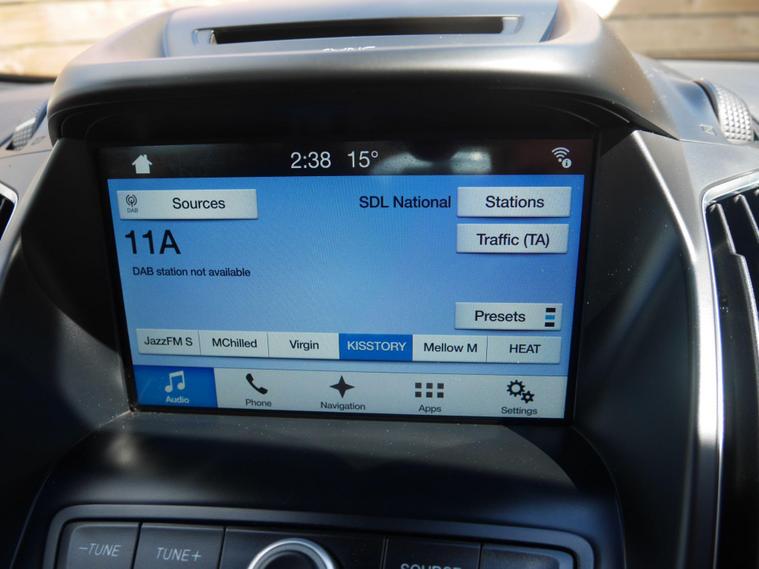 2:38 15°
DAB
Sources
SDL National
Stations
11A
Traffic (TA)
DAB station not available
Presets
JazzFM S
MChilled
Virgin
KISSTORY
Mellow M
HEAT
Audio
Phone
Navigation
Apps
Settings
-TUNE
TUNE+